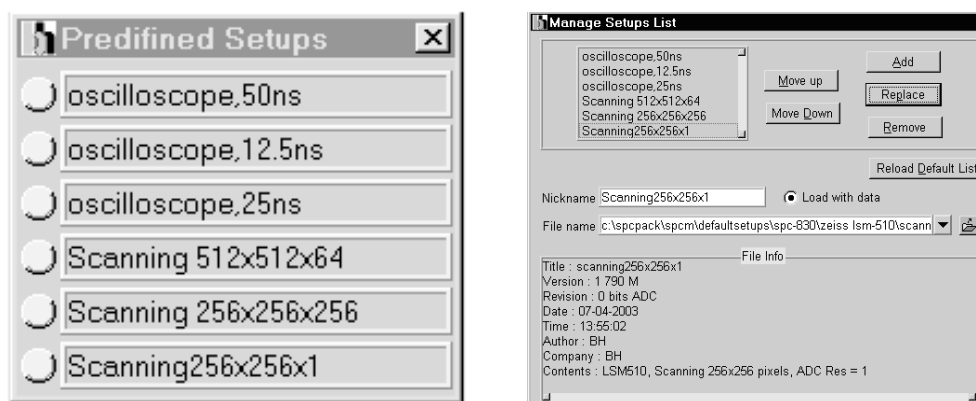 Predifined Setups
oscilloscope,50ns
oscilloscope,12.5ns
oscilloscope,25ns
Scanning 512x512x64
Scanning 256x256x256
Scanning256x256x1
Manage Setups List
oscilloscope,50ns
oscilloscope,12.5ns
oscilloscope,25ns
Scanning 512x512x64
Scanning 256x256x256
Scanning256x256x1
Move up
Move Down
Add
Replace
Remove
Reload Default List
Nickname Scanning256x256x1 Load with data
File name c:\spcpack\spcm\defaultsetups\spc-830\zeiss lsm-510\scann
File Info
Title : scanning256x256x1
Version : 1 790 M
Revision : 0 bits ADC
Date : 07-04-2003
Time : 13:55:02
Author : BH
Company : BH
Contents : LSM510, Scanning 256x256 pixels, ADC Res = 1